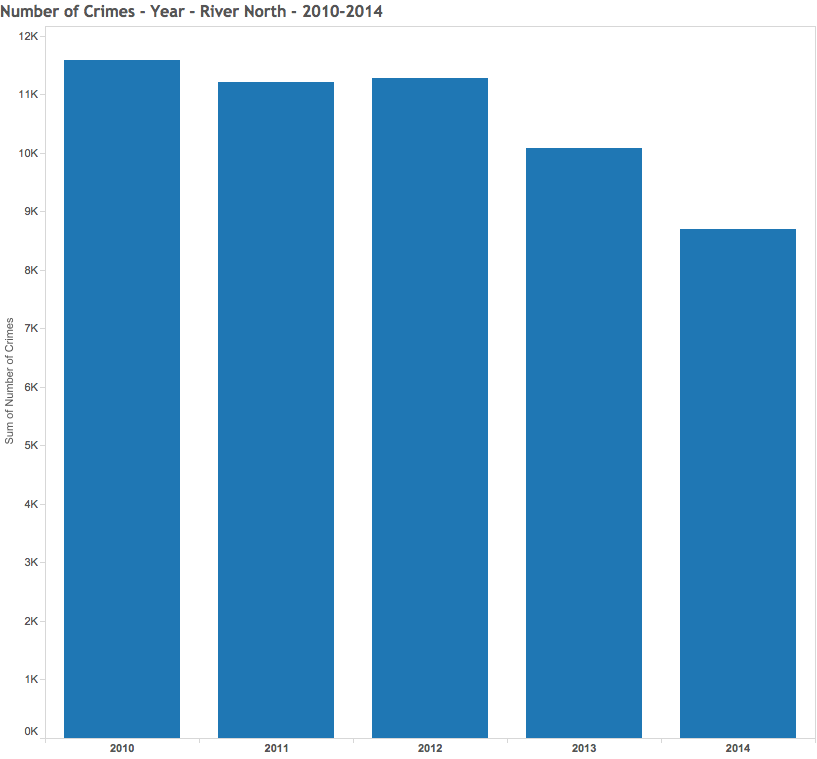 Number of Crimes - Year - River North - 2010-2014
12K
11K
10K
9K
8K
7K
6K
5K
4K
3K
2K
1K
0K
Sum of Number of Crimes
2010 2011 2012 2013 2014